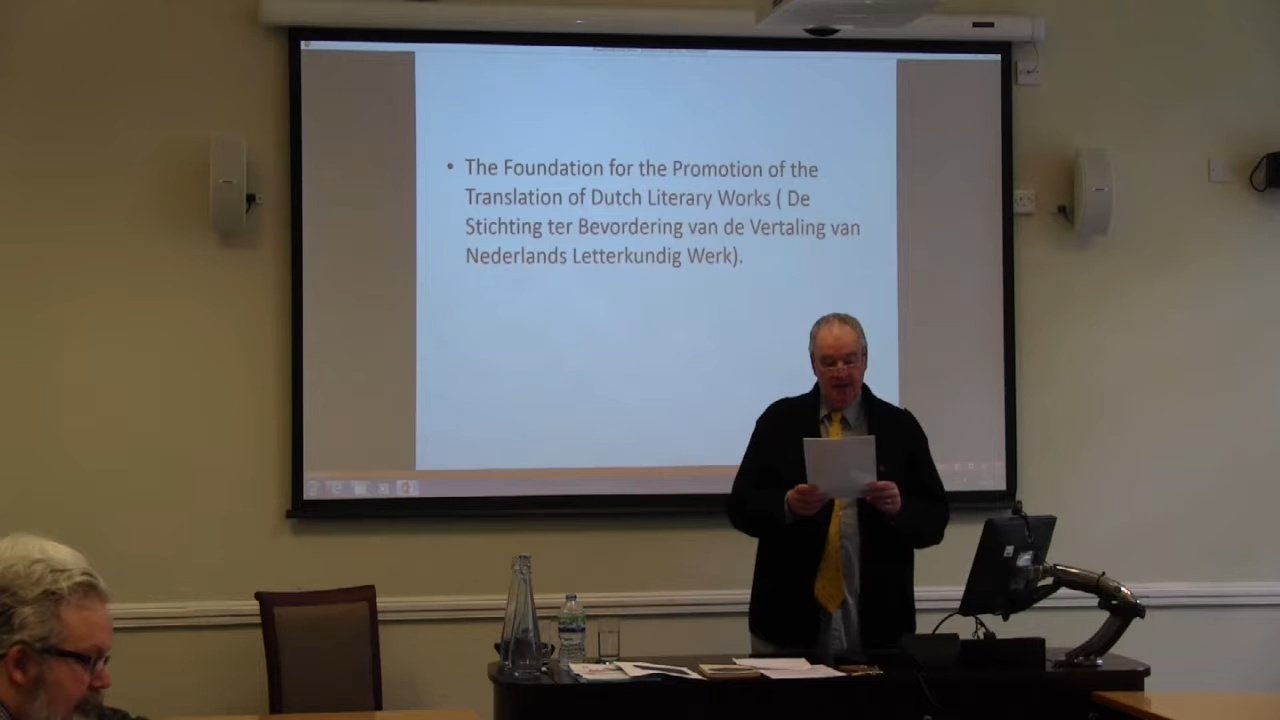 • The Foundation for the Promotion of the
Translation of Dutch Literary Works ( De
Stichting ter Bevordering van de Vertaling van
Nederlands Letterkundig Werk).